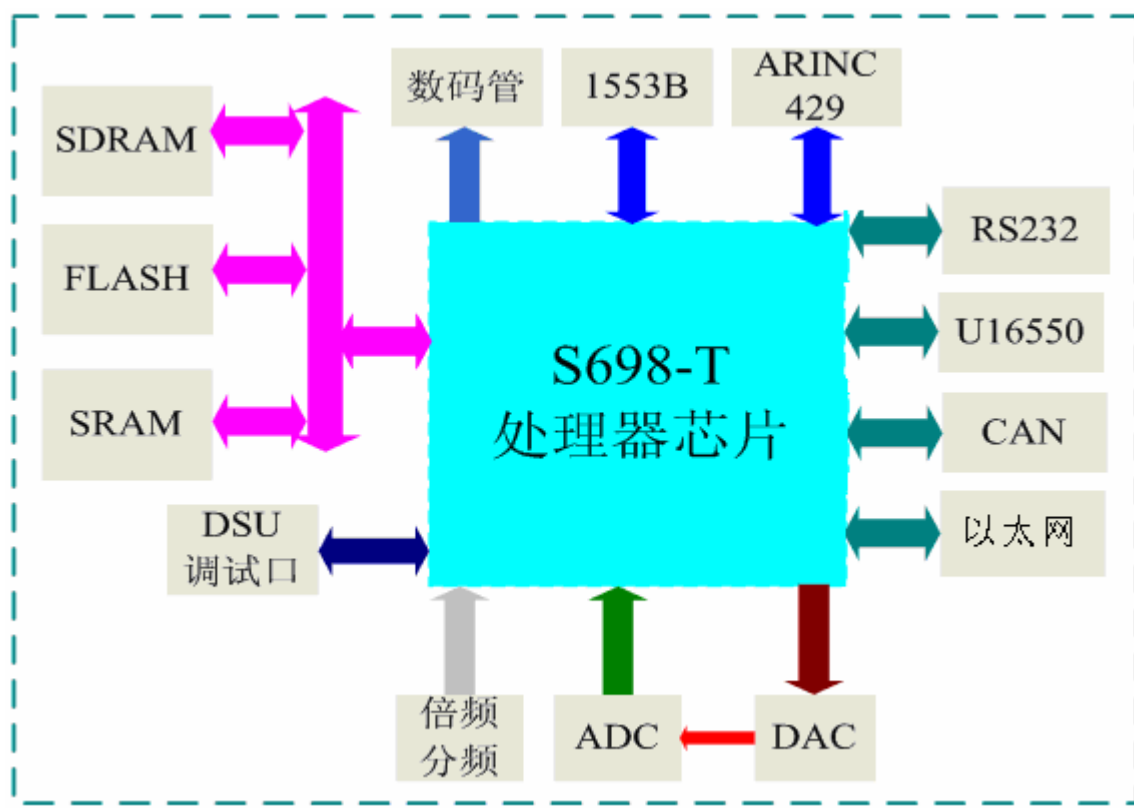 数码管
1553B
ARINC
429
SDRAM
FLASH
SRAM
RS232
U16550
CAN
以太网
S698-T
处理器芯片
DSU
调试口
倍频
分频
ADC
DAC